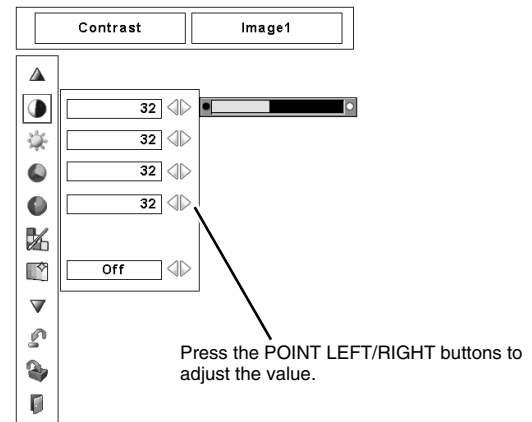 Contrast
Image1
32
32
32
32
Off
Press the POINT LEFT/RIGHT buttons to
adjust the value.